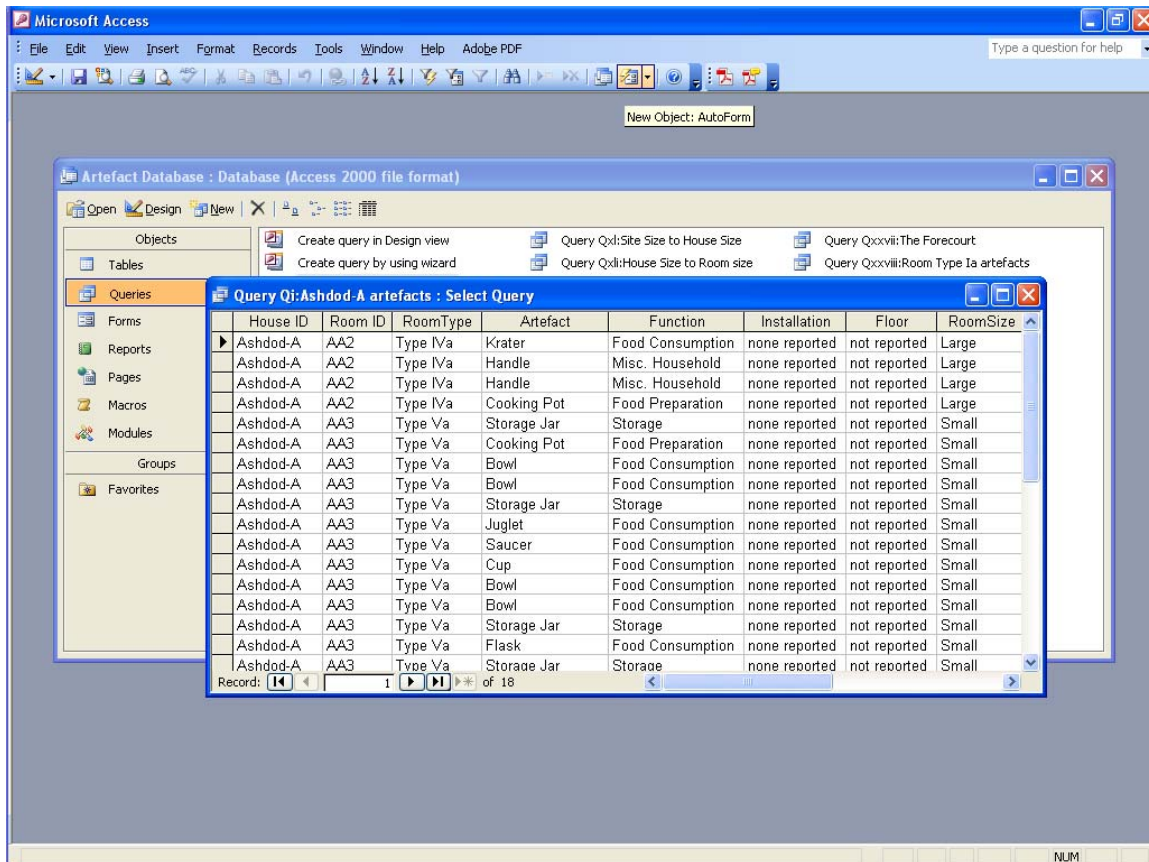 Microsoft Access
File Edit View Insert Format Records Tools Window Help Adobe PDF Type a question for help
New Object: AutoForm
Artefact Database : Database (Access 2000 file format)
Open Design New
Objects
Tables
Queries
Forms
Reports
Pages
Macros
Modules
Groups
Favorites
Create query in Design view Query Qxl:Site Size to House Size Query Qxxvii:The Forecourt
Create query by using wizard Query Qxli:House Size to Room size Query Qxxviii:Room Type Ia artefacts
Query Qi:Ashdod-A artefacts : Select Query
House ID Room ID RoomType Artefact Function Installation Floor RoomSize
Ashdod-A AA2 Type IVa Krater Food Consumption none reported not reported Large
Ashdod-A AA2 Type IVa Handle Misc. Household none reported not reported Large
Ashdod-A AA2 Type IVa Handle Misc. Household none reported not reported Large
Ashdod-A AA2 Type IVa Cooking Pot Food Preparation none reported not reported Large
Ashdod-A AA3 Type Va Storage Jar Storage none reported not reported Small
Ashdod-A AA3 Type Va Cooking Pot Food Preparation none reported not reported Small
Ashdod-A AA3 Type Va Bowl Food Consumption none reported not reported Small
Ashdod-A AA3 Type Va Bowl Food Consumption none reported not reported Small
Ashdod-A AA3 Type Va Storage Jar Storage none reported not reported Small
Ashdod-A AA3 Type Va Juglet Food Consumption none reported not reported Small
Ashdod-A AA3 Type Va Saucer Food Consumption none reported not reported Small
Ashdod-A AA3 Type Va Cup Food Consumption none reported not reported Small
Ashdod-A AA3 Type Va Bowl Food Consumption none reported not reported Small
Ashdod-A AA3 Type Va Bowl Food Consumption none reported not reported Small
Ashdod-A AA3 Type Va Storage Jar Storage none reported not reported Small
Ashdod-A AA3 Type Va Flask Food Consumption none reported not reported Small
Ashdod-A AA3 Type Va Storage Jar Storage none reported not reported Small
Record: 1 of 18
NUM